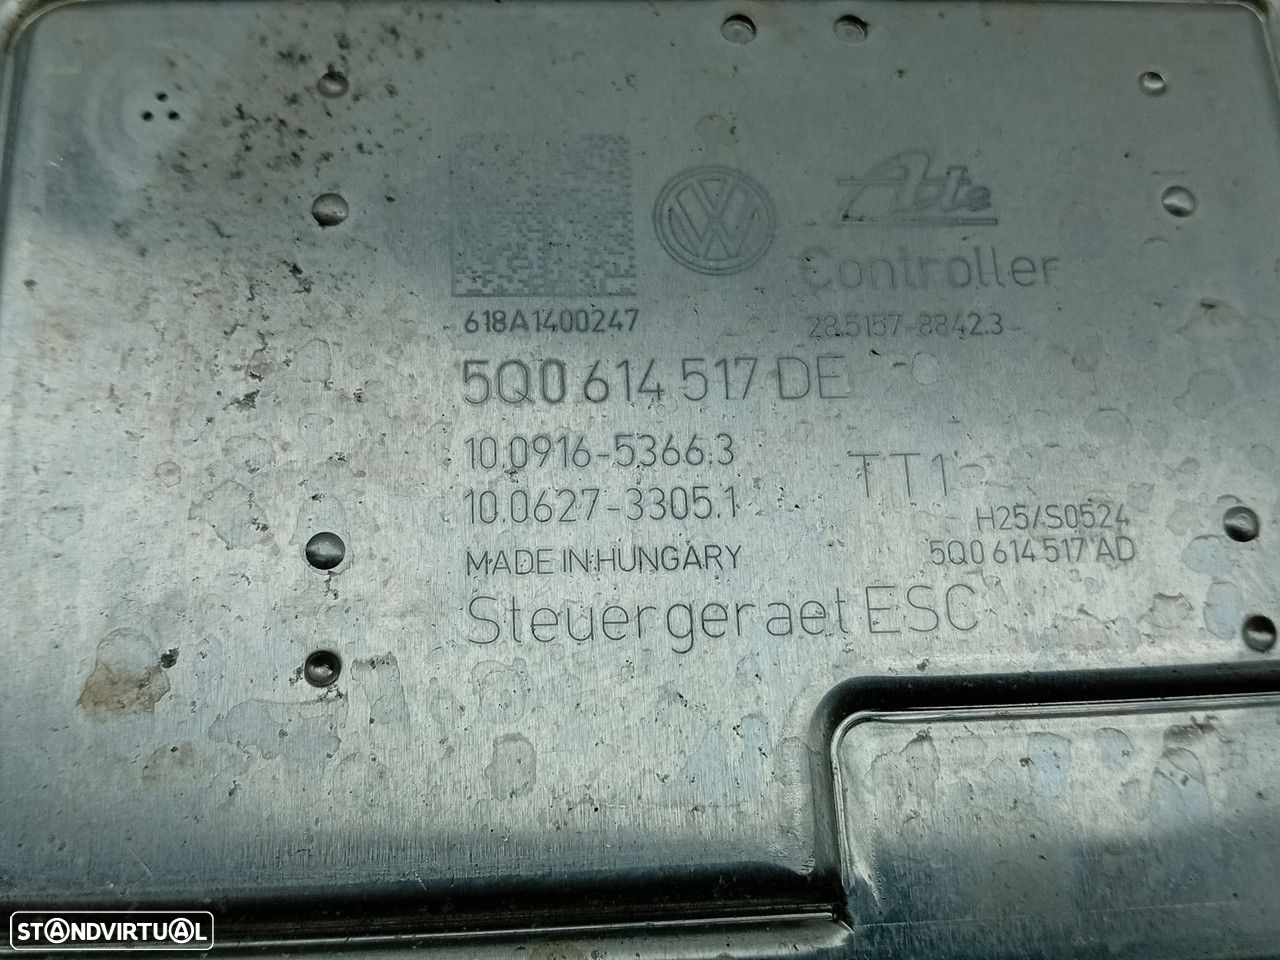 Ate
Controller
618A1400247
28.5157-8842.3
5Q0 614 517 DE
10.0916-5366.3
TT1
10.0627-3305.1
H25/S0524
MADE IN HUNGARY
5Q0 614 517 AD
Steuergeraet ESC
STANDVIRTUAL